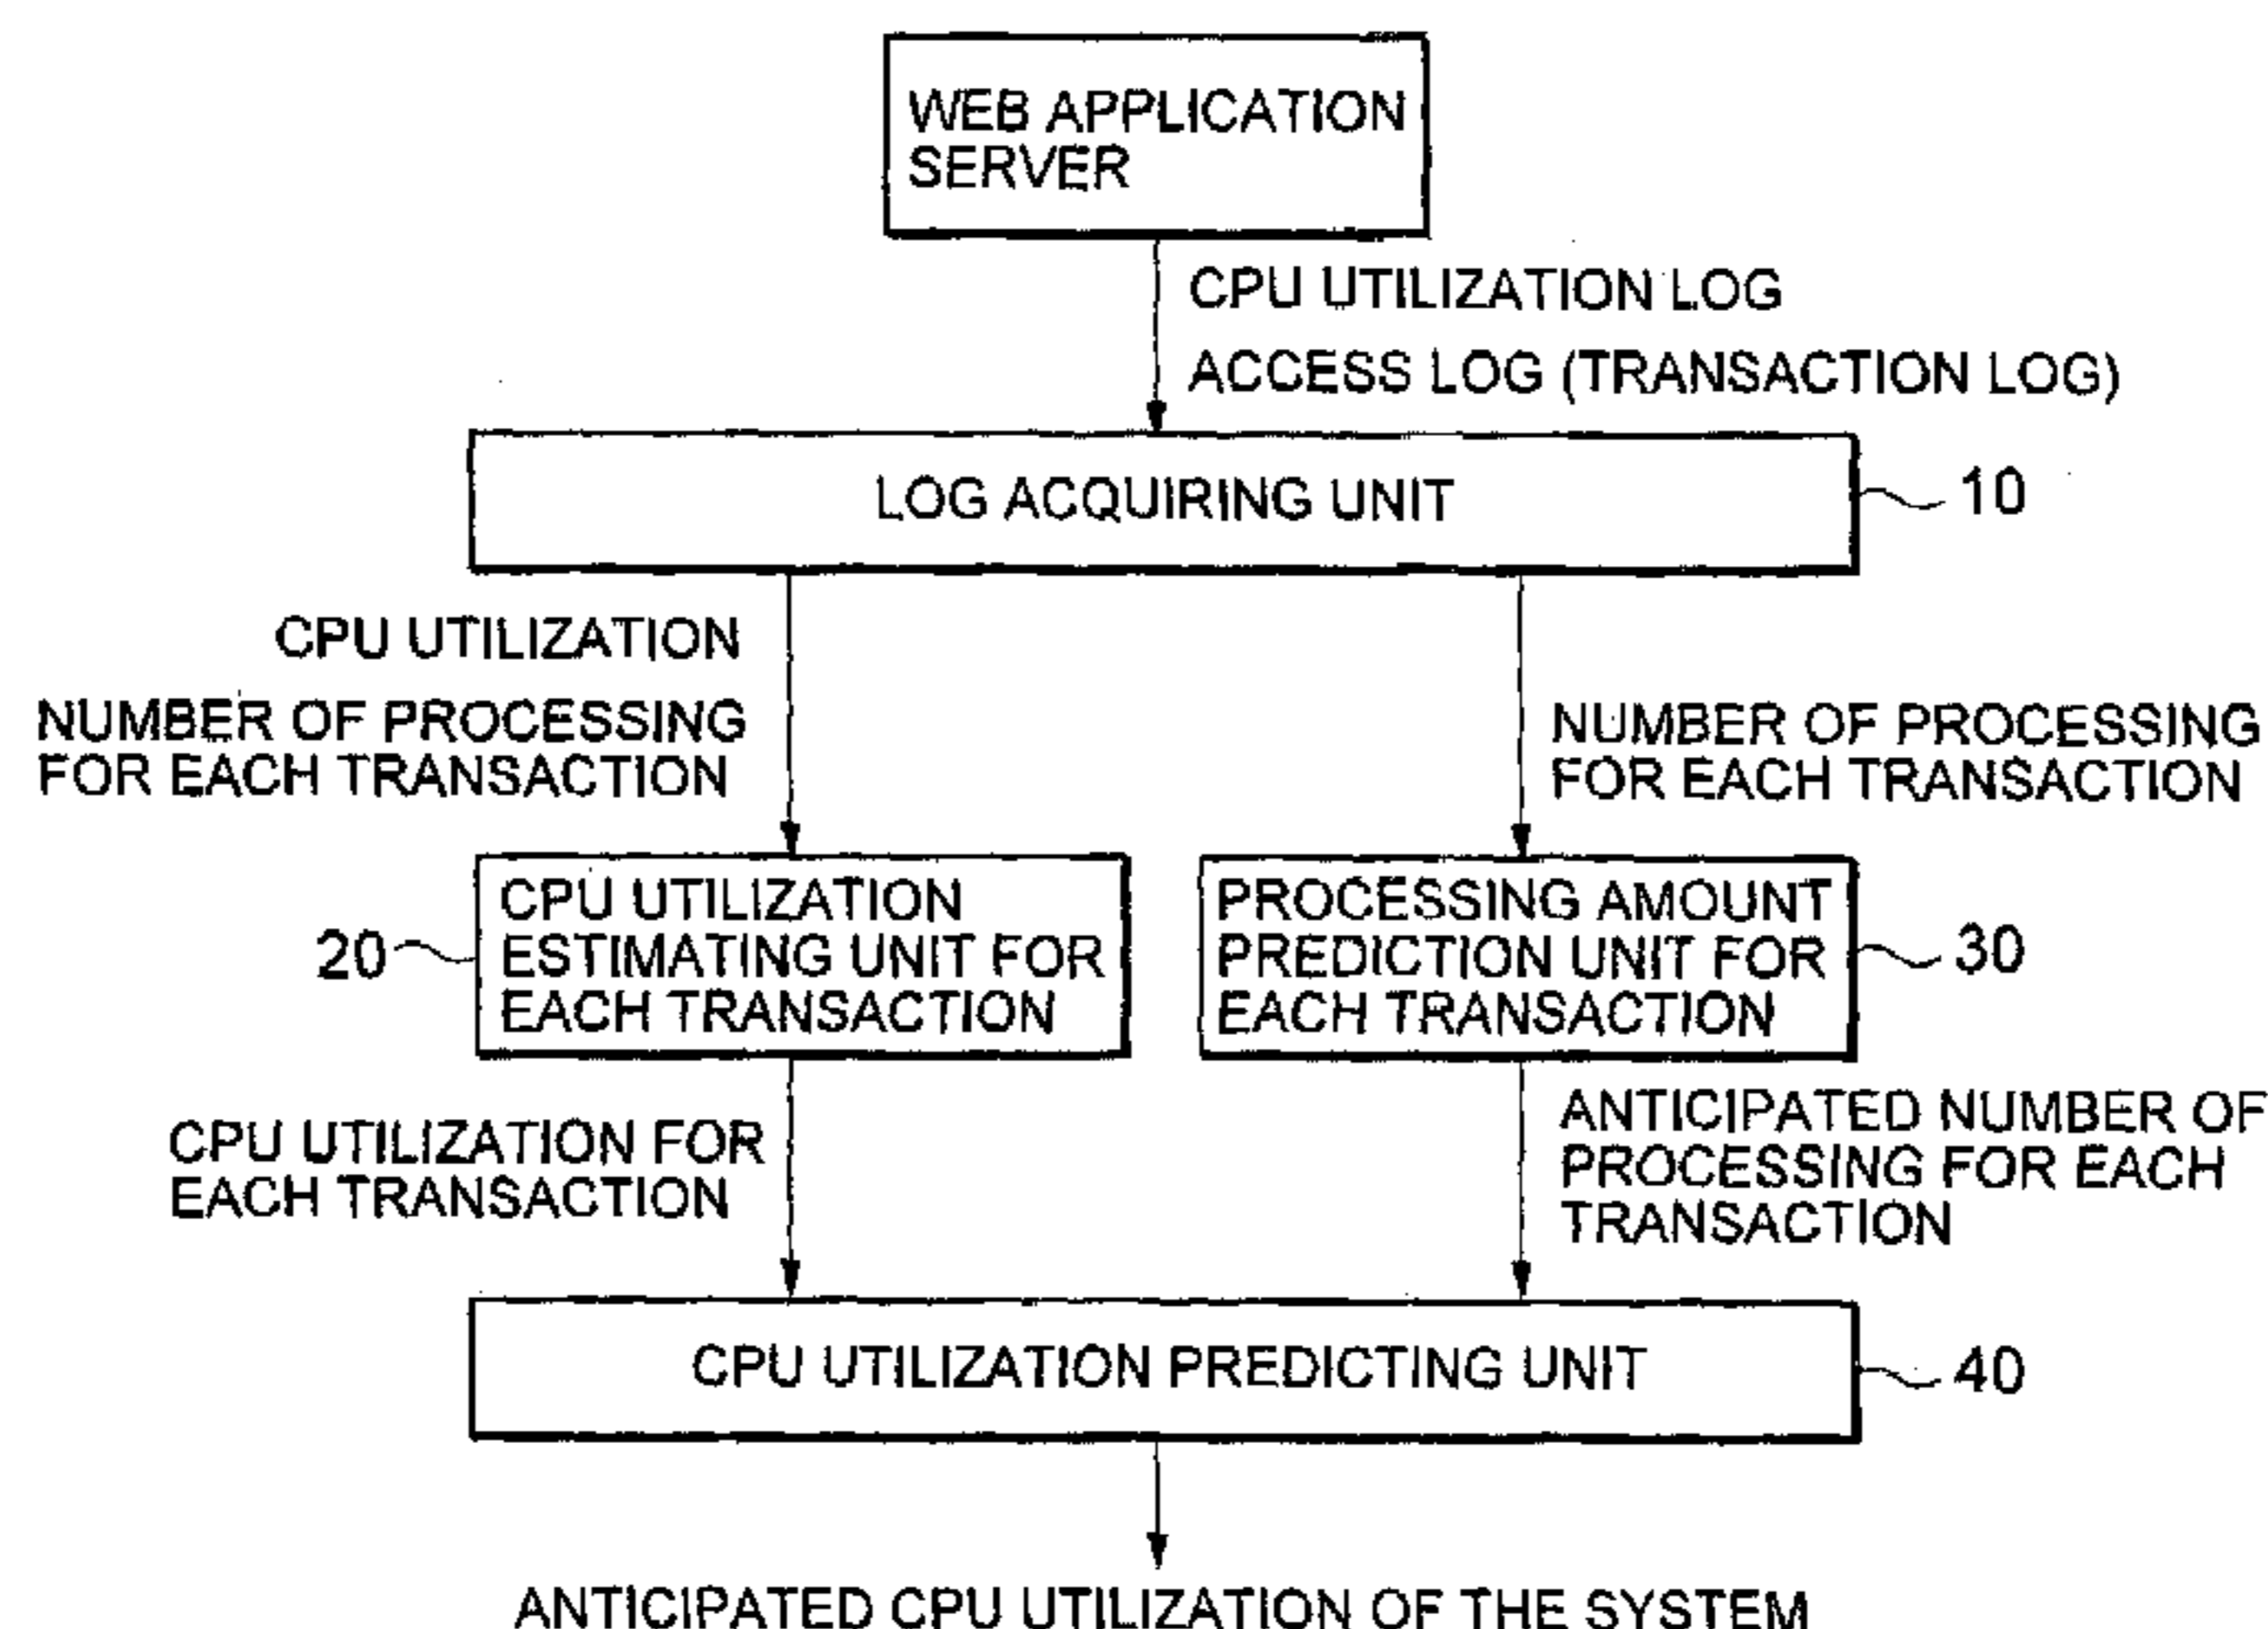 WEB APPLICATION
SERVER
CPU UTILIZATION LOG
ACCESS LOG (TRANSACTION LOG)
LOG ACQUIRING UNIT
10
CPU UTILIZATION
NUMBER OF PROCESSING
FOR EACH TRANSACTION
NUMBER OF PROCESSING
FOR EACH TRANSACTION
20
CPU UTILIZATION
ESTIMATING UNIT FOR
EACH TRANSACTION
PROCESSING AMOUNT
PREDICTION UNIT FOR
EACH TRANSACTION
30
CPU UTILIZATION FOR
EACH TRANSACTION
ANTICIPATED NUMBER OF
PROCESSING FOR EACH
TRANSACTION
CPU UTILIZATION PREDICTING UNIT
40
ANTICIPATED CPU UTILIZATION OF THE SYSTEM